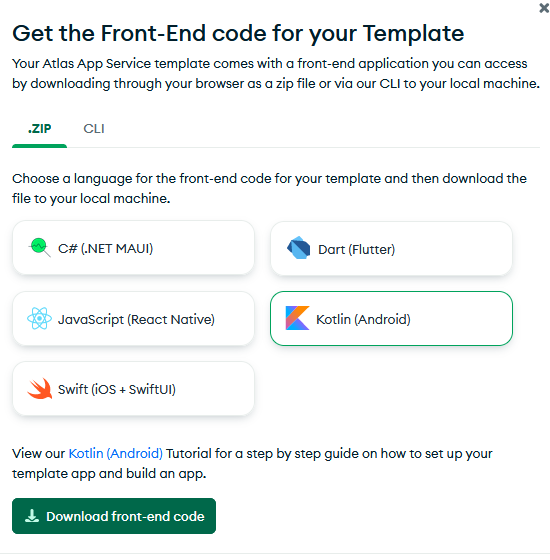 Get the Front-End code for your Template
Your Atlas App Service template comes with a front-end application you can access
by downloading through your browser as a zip file or via our CLI to your local machine.
.ZIP CLI
Choose a language for the front-end code for your template and then download the
file to your local machine.
C# (.NET MAUI)
Dart (Flutter)
JavaScript (React Native)
Kotlin (Android)
Swift (iOS + SwiftUI)
View our Kotlin (Android) Tutorial for a step by step guide on how to set up your
template app and build an app.
Download front-end code